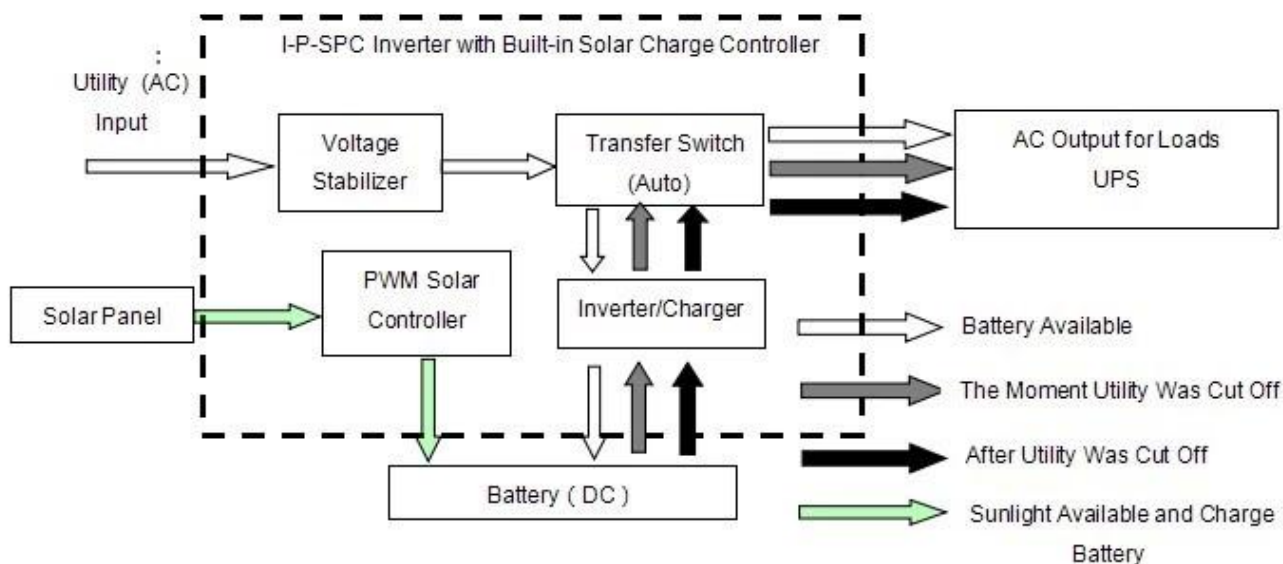 I-P-SPC Inverter with Built-in Solar Charge Controller
:
Utility (AC)
Input
Voltage
Stabilizer
Transfer Switch
(Auto)
AC Output for Loads
UPS
Solar Panel
PWM Solar
Controller
Inverter/Charger
Battery ( DC )
Battery Available
The Moment Utility Was Cut Off
After Utility Was Cut Off
Sunlight Available and Charge
Battery